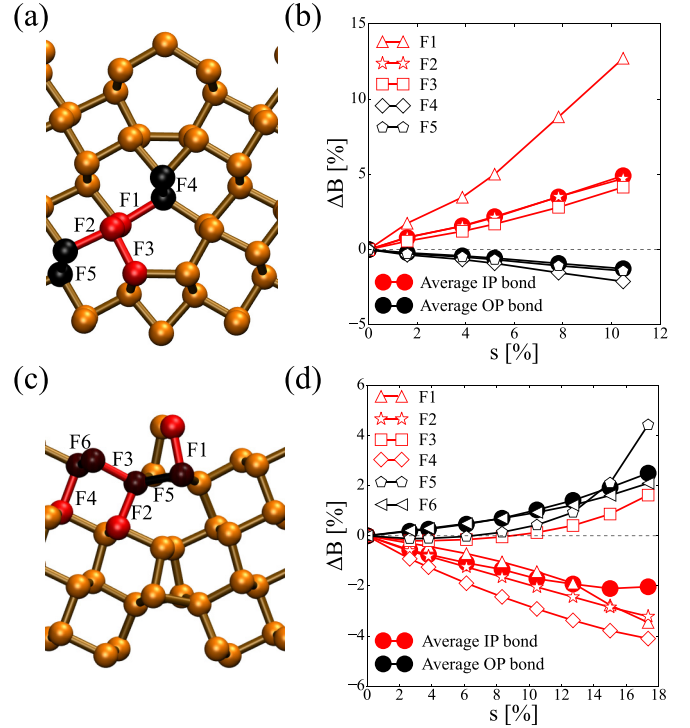 (a)
F1
F4
F2
F3
F5
(b)
15
10
5
0
−5
ΔB [%]
F1
F2
F3
F4
F5
Average IP bond
Average OP bond
0 2 4 6 8 10 12
s [%]
(c)
F6
F3
F1
F4
F5
F2
(d)
6
4
2
0
−2
−4
−6
ΔB [%]
F1
F2
F3
F4
F5
F6
Average IP bond
Average OP bond
0 2 4 6 8 10 12 14 16 18
s [%]